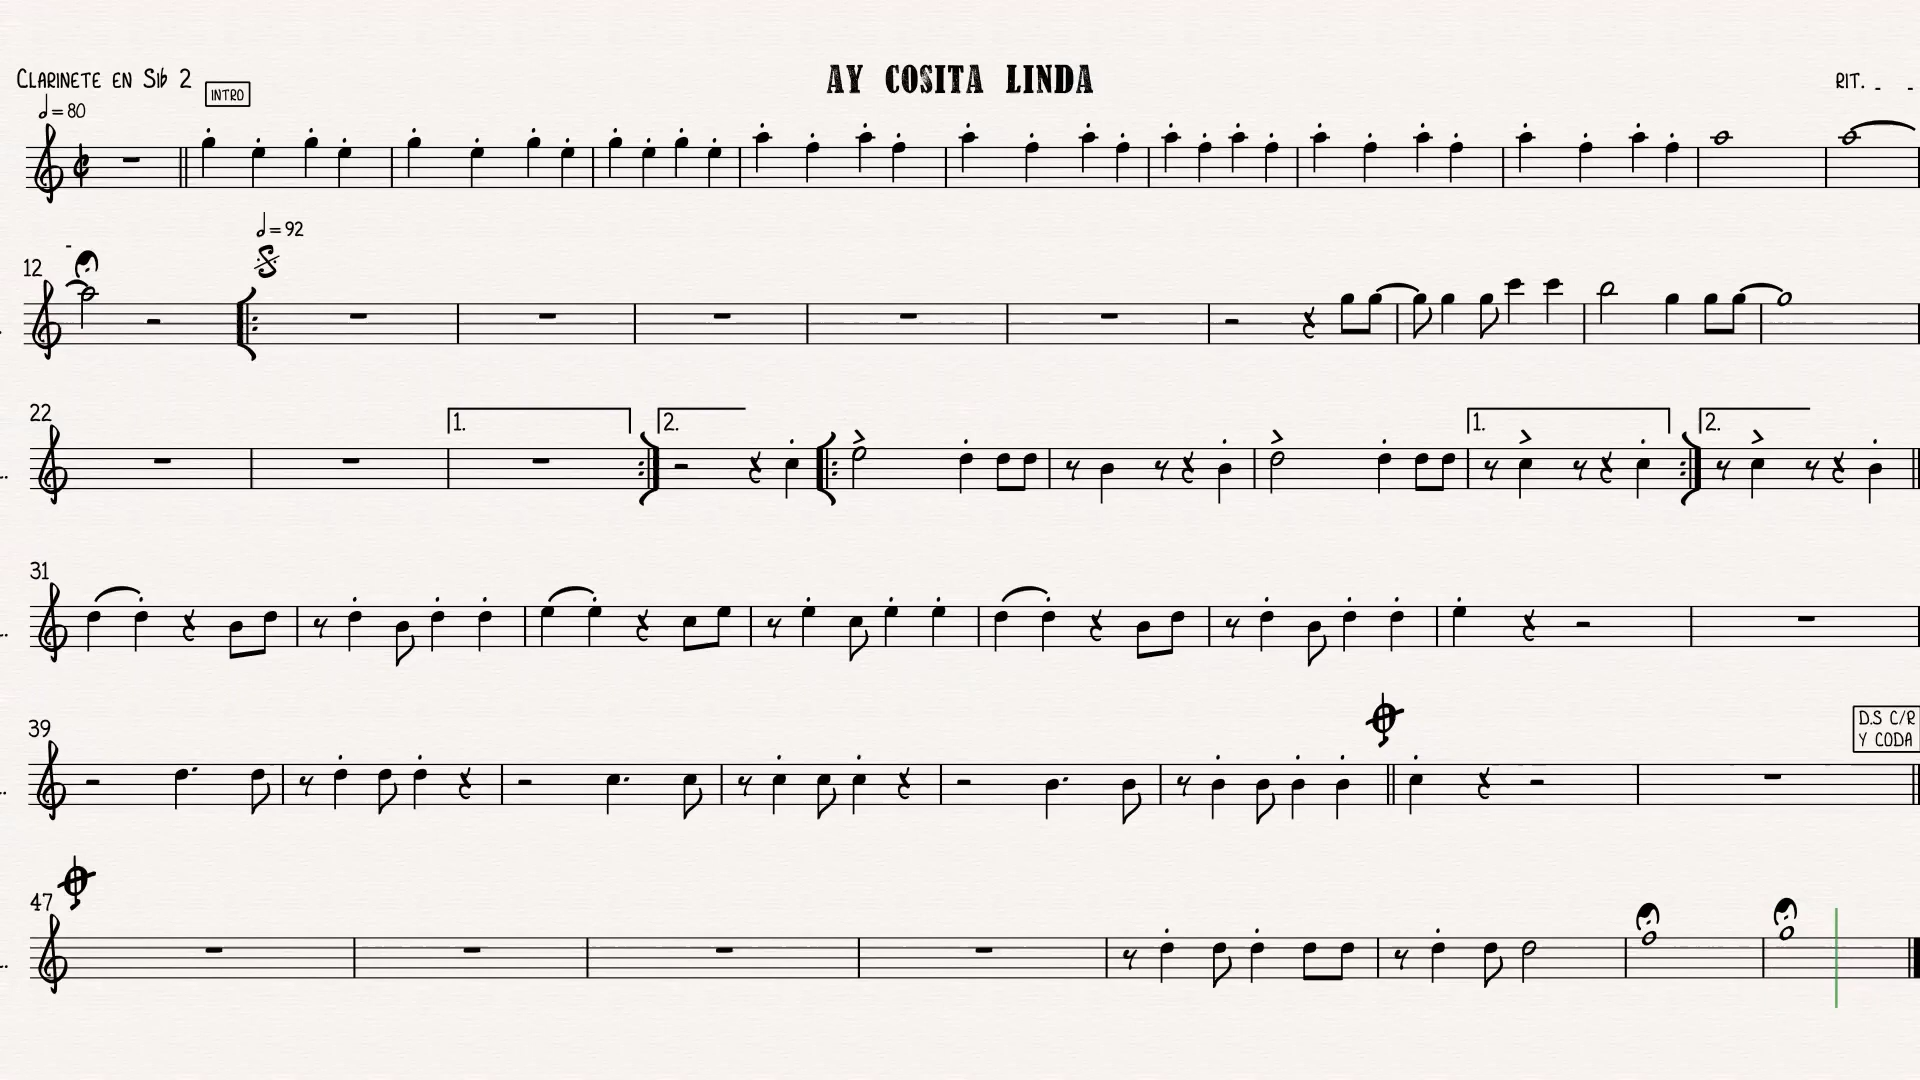 AY COSITA LINDA
CLARINETE EN SI♭ 2
INTRO
RIT. - -
𝅗𝅥=80
𝅗𝅥=92
-
12
22
1.
2.
1.
2.
31
39
D.S C/R
Y CODA
47